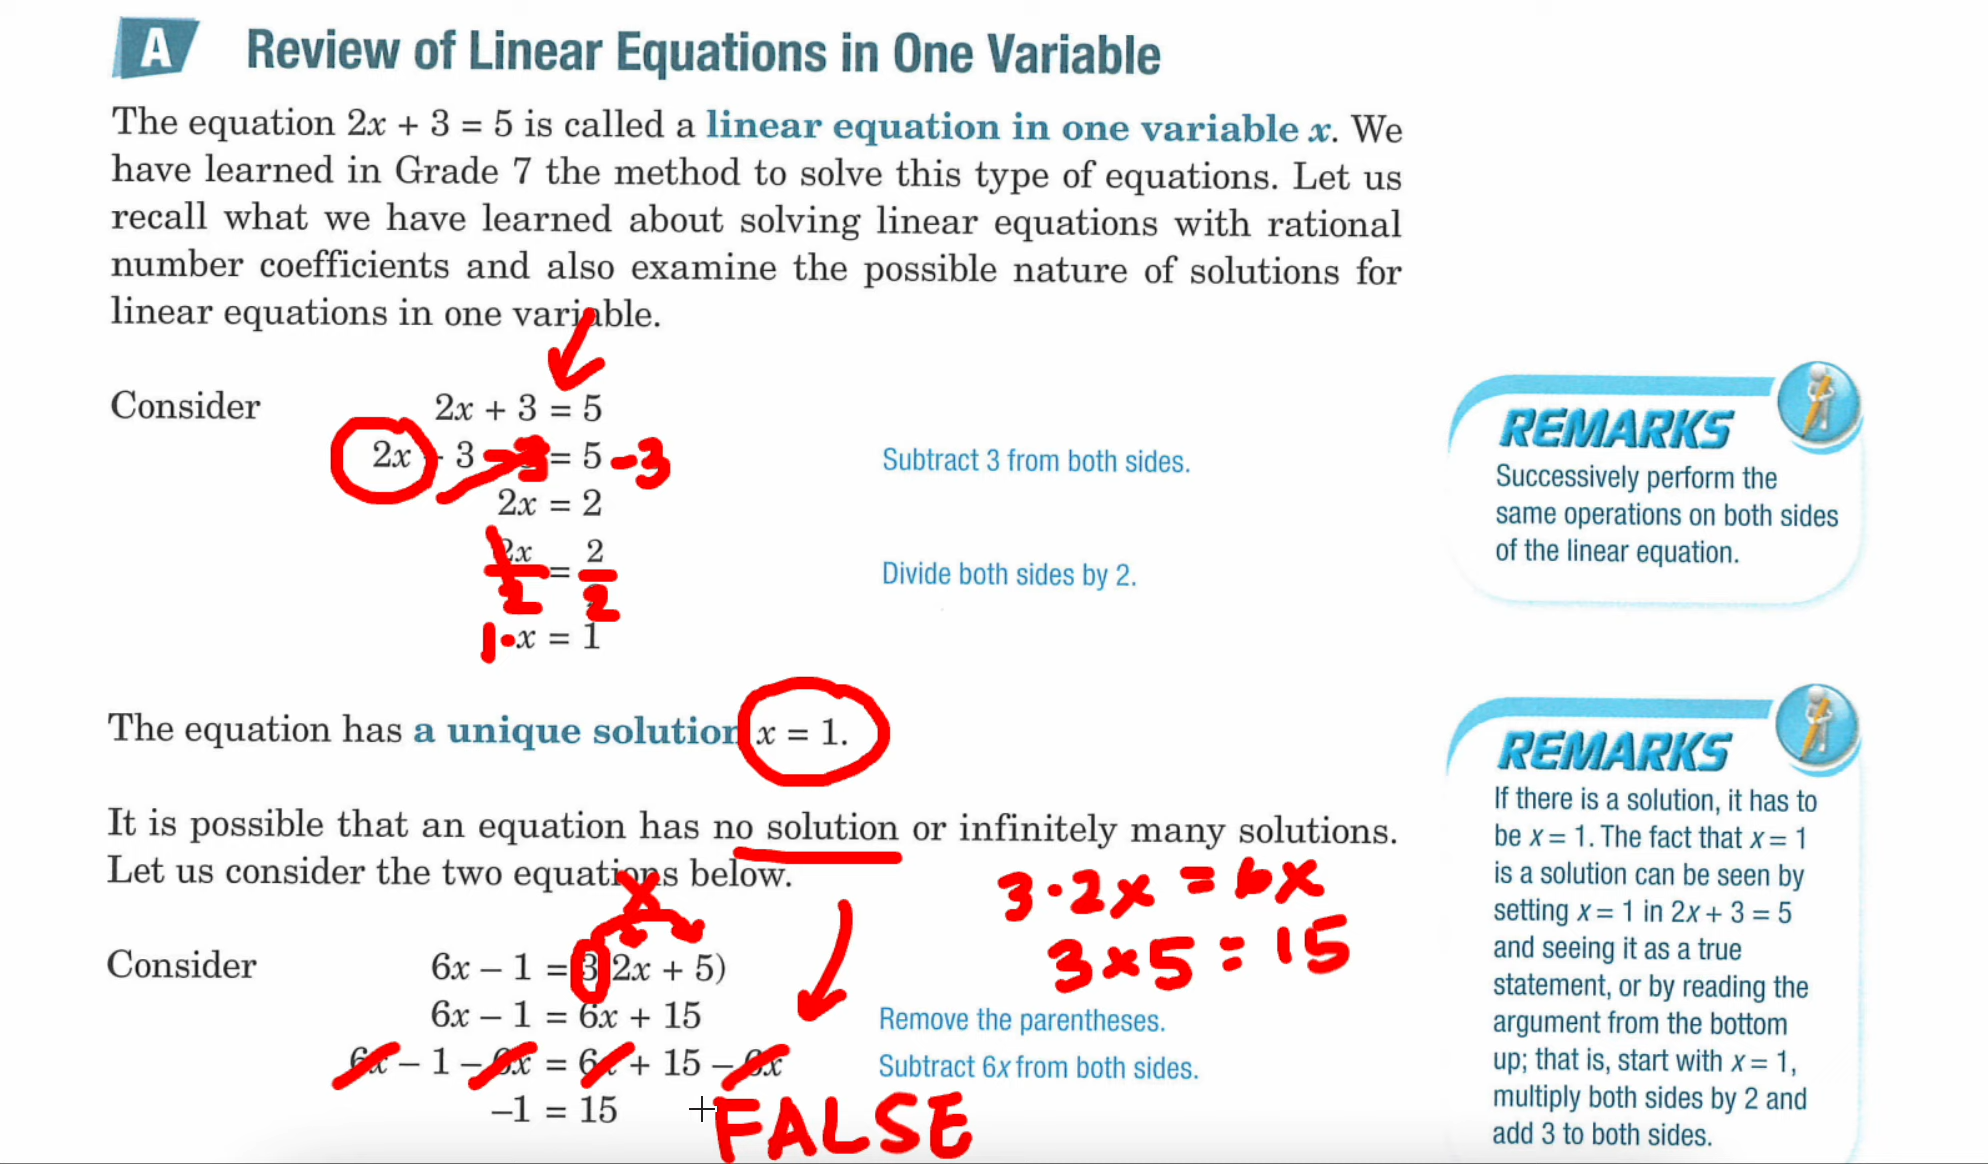 A Review of Linear Equations in One Variable
The equation 2x + 3 = 5 is called a linear equation in one variable x. We
have learned in Grade 7 the method to solve this type of equations. Let us
recall what we have learned about solving linear equations with rational
number coefficients and also examine the possible nature of solutions for
linear equations in one variable.
Consider 2x + 3 = 5
2x + 3 - 3 = 5 - 3 Subtract 3 from both sides.
2x = 2
2x/2 = 2/2 Divide both sides by 2.
1·x = 1
The equation has a unique solution x = 1.
It is possible that an equation has no solution or infinitely many solutions.
Let us consider the two equations below.
x
3·2x = 6x
3x5 = 15
Consider 6x – 1 = 3(2x + 5)
6x – 1 = 6x + 15 Remove the parentheses.
6x – 1 – 6x = 6x + 15 – 6x Subtract 6x from both sides.
–1 = 15 FALSE
REMARKS
Successively perform the
same operations on both sides
of the linear equation.
REMARKS
If there is a solution, it has to
be x = 1. The fact that x = 1
is a solution can be seen by
setting x = 1 in 2x + 3 = 5
and seeing it as a true
statement, or by reading the
argument from the bottom
up; that is, start with x = 1,
multiply both sides by 2 and
add 3 to both sides.